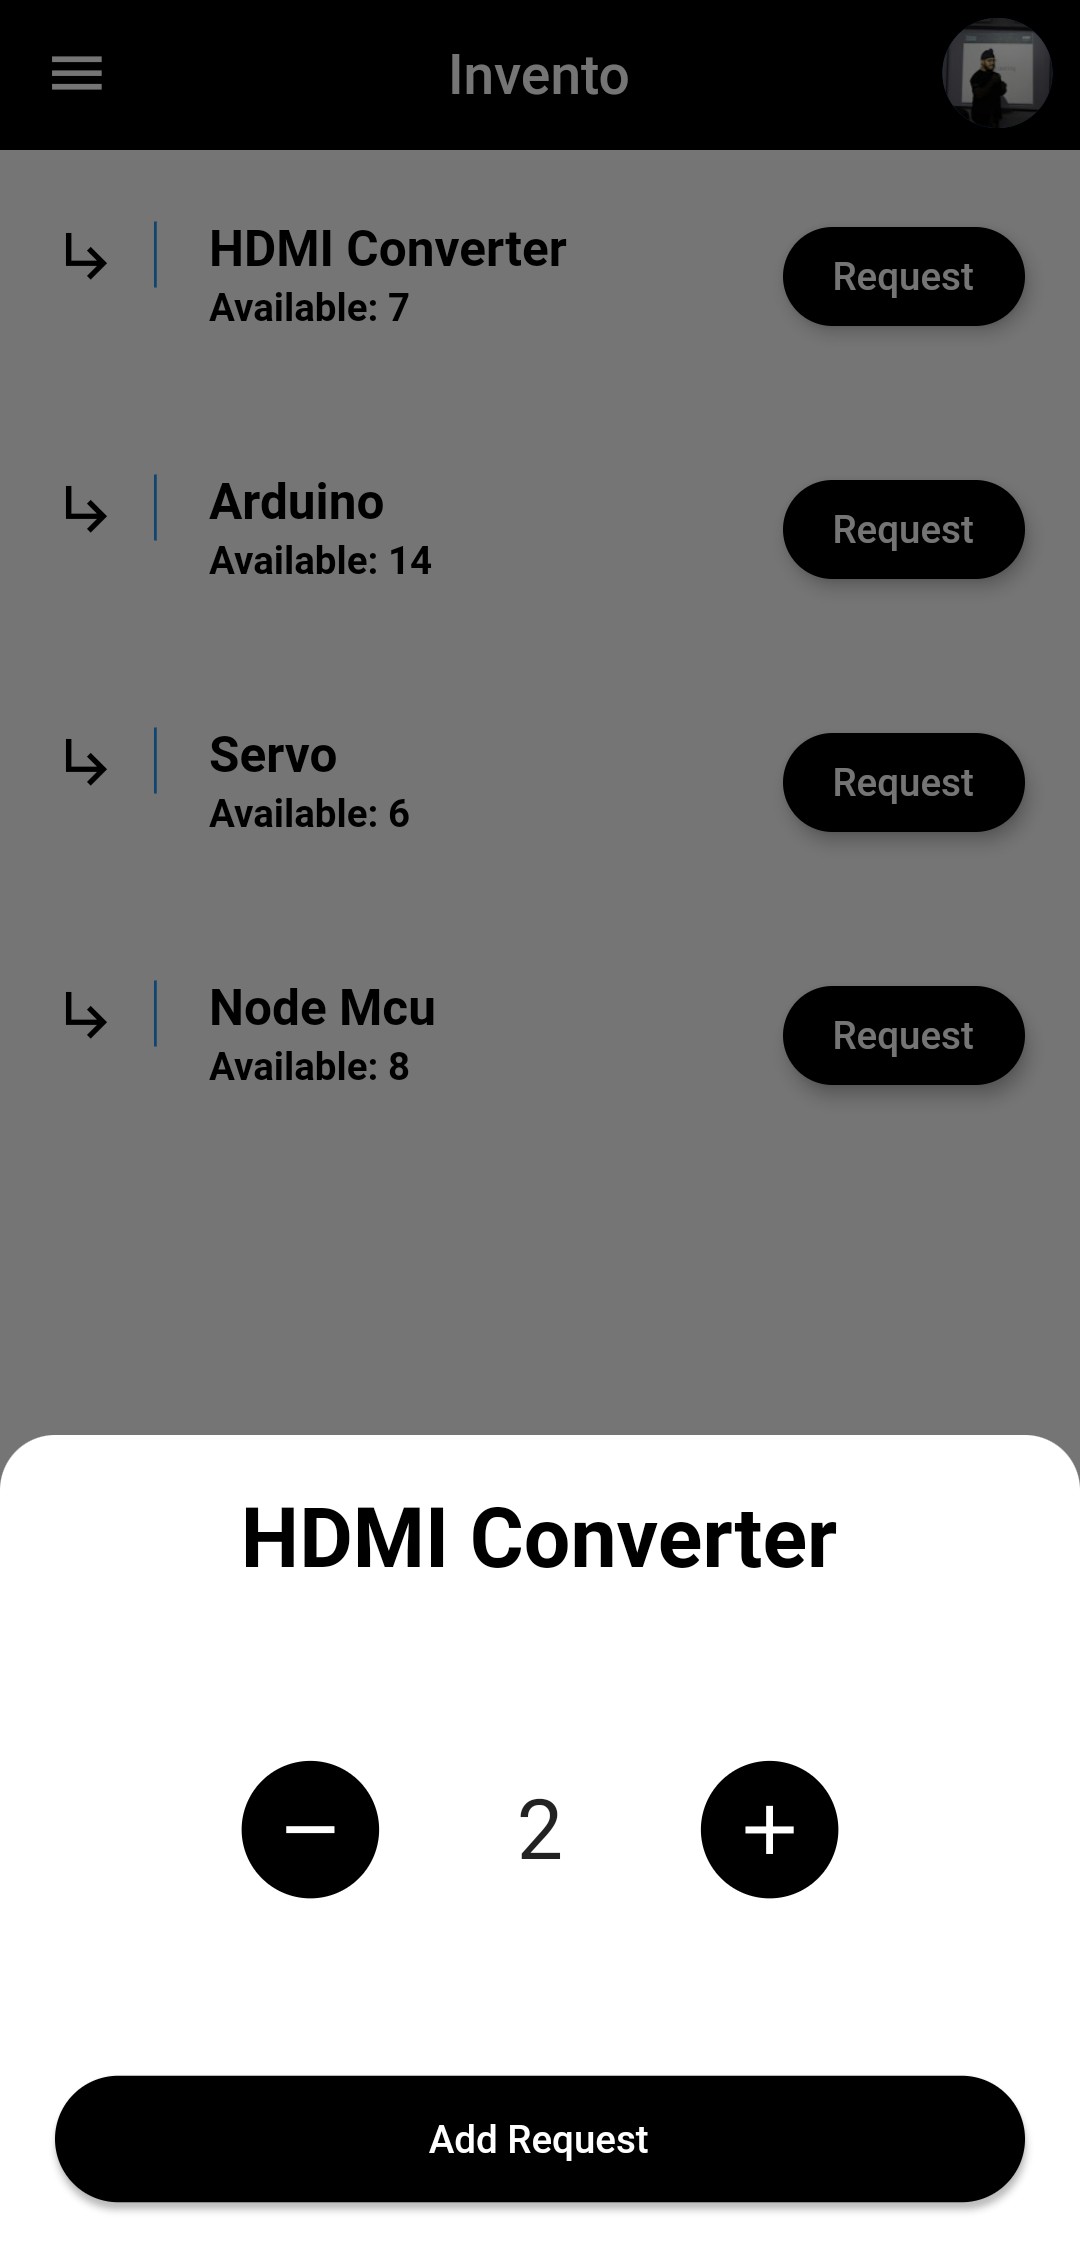 Invento
HDMI Converter
Available: 7
Request
Arduino
Available: 14
Request
Servo
Available: 6
Request
Node Mcu
Available: 8
Request
HDMI Converter
2
Add Request